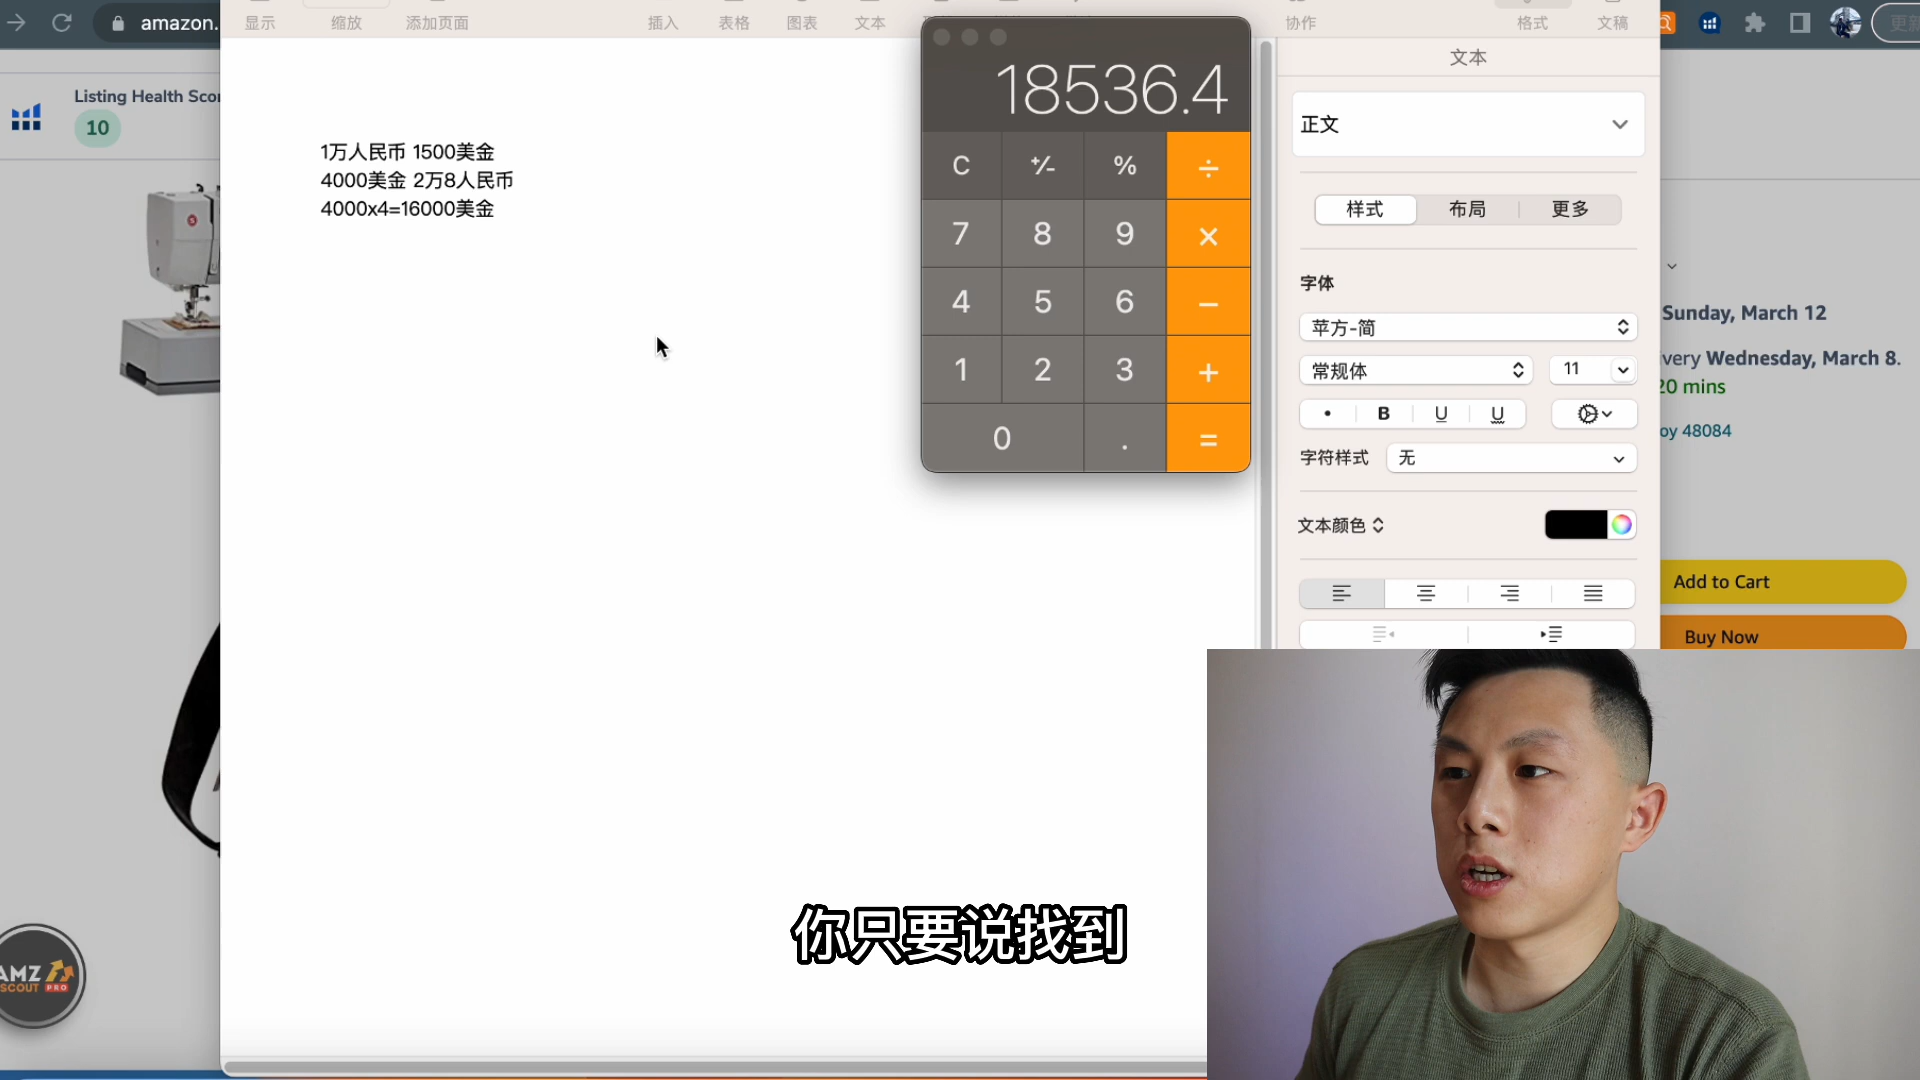 amazon.
显示
缩放
添加页面
插入
表格
图表
文本
协作
格式
文稿
更新
Listing Health Scor
10
1万人民币 1500美金
4000美金 2万8人民币
4000x4=16000美金
18536.4
C
⁺∕₋
%
÷
7
8
9
×
4
5
6
−
1
2
3
+
0
.
=
文本
正文
样式
布局
更多
字体
苹方-简
常规体
11
B
U
U
字符样式
无
文本颜色
Sunday, March 12
very Wednesday, March 8.
20 mins
oy 48084
Add to Cart
Buy Now
AMZ
SCOUT PRO
你只要说找到